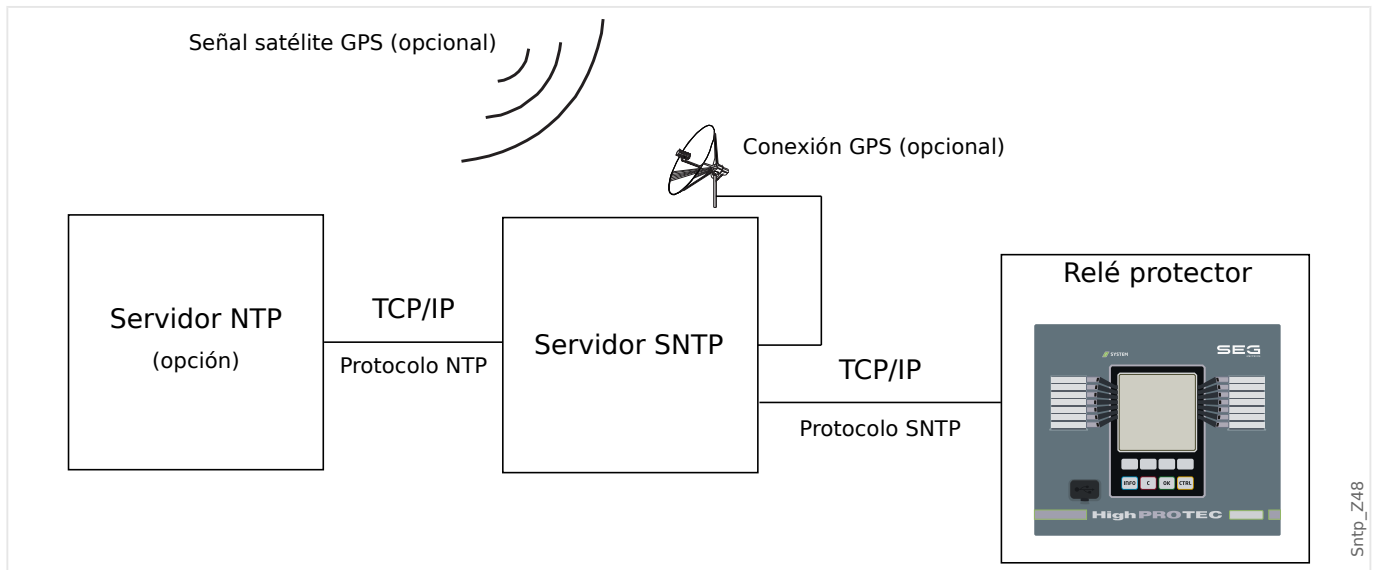 Señal satélite GPS (opcional)
Conexión GPS (opcional)
Servidor NTP
(opción)
TCP/IP
Protocolo NTP
Servidor SNTP
TCP/IP
Protocolo SNTP
Relé protector
SYSTEM
SEG
INFO
C
OK
CTRL
HighPROTEC
Sntp_Z48